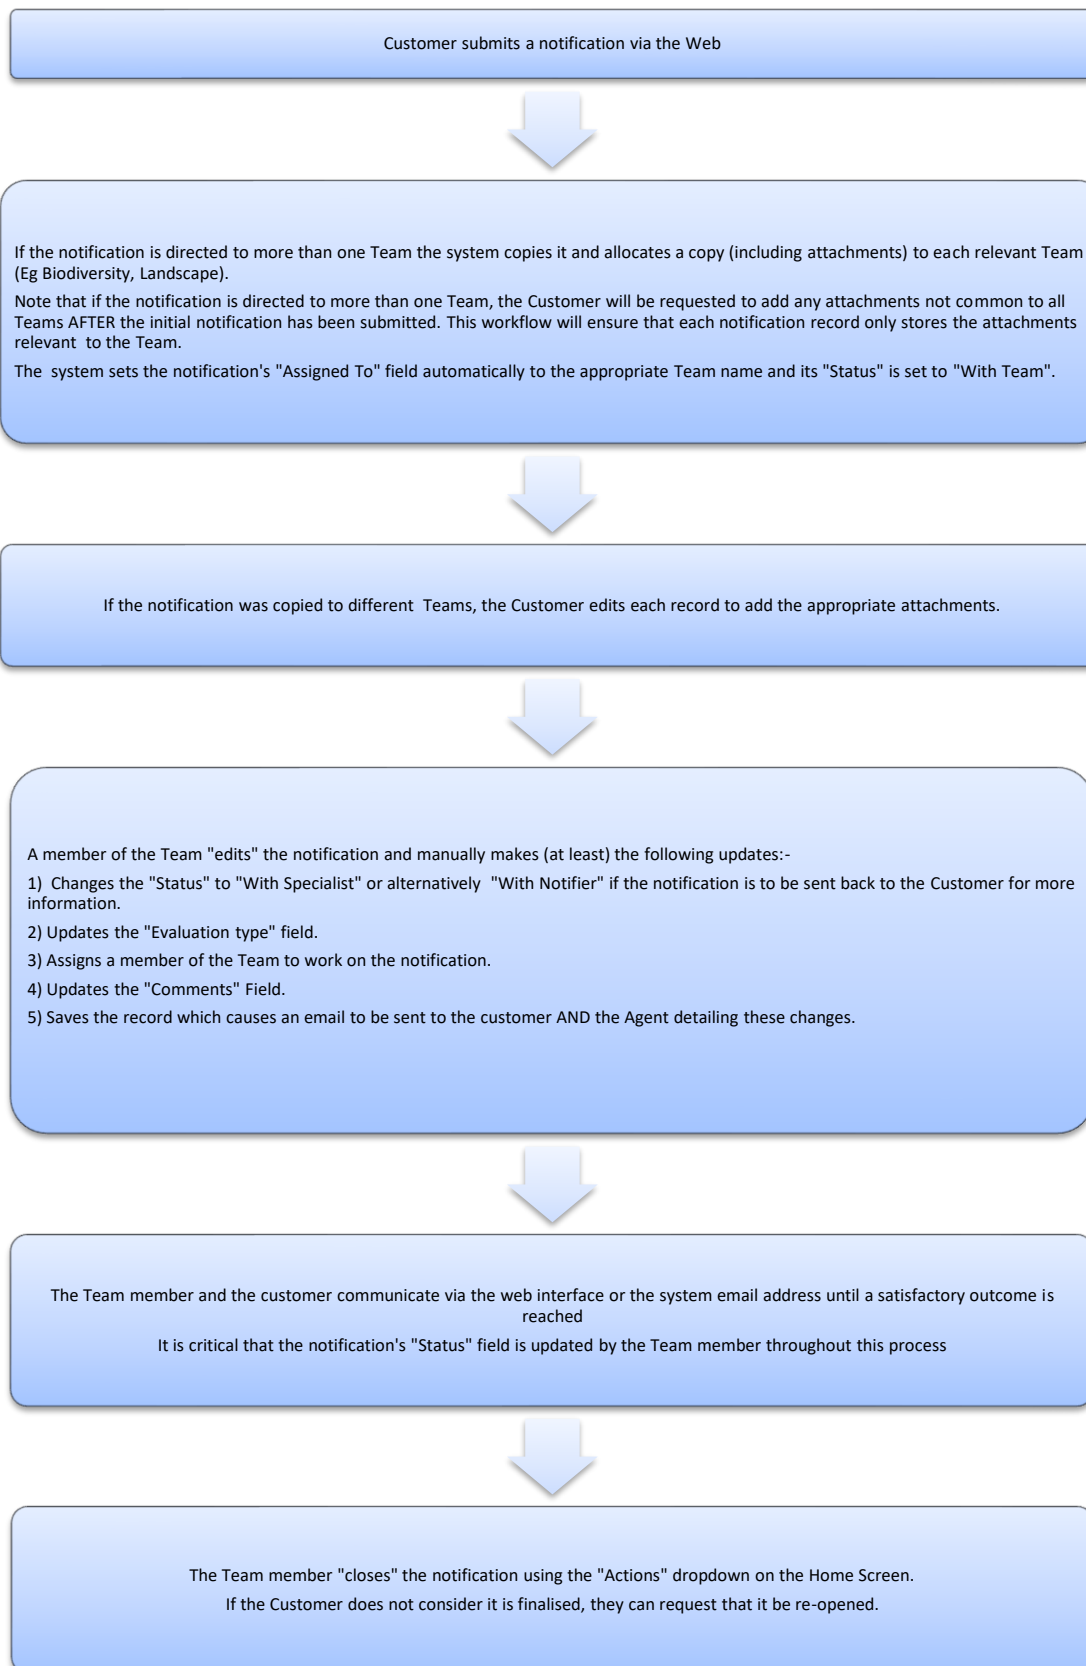 Customer submits a notification via the Web
If the notification is directed to more than one Team the system copies it and allocates a copy (including attachments) to each relevant Team
(Eg Biodiversity, Landscape).
Note that if the notification is directed to more than one Team, the Customer will be requested to add any attachments not common to all
Teams AFTER the initial notification has been submitted. This workflow will ensure that each notification record only stores the attachments
relevant  to the Team.
The  system sets the notification's "Assigned To" field automatically to the appropriate Team name and its "Status" is set to "With Team".
If the notification was copied to different  Teams, the Customer edits each record to add the appropriate attachments.
A member of the Team "edits" the notification and manually makes (at least) the following updates:-
1)  Changes the "Status" to "With Specialist" or alternatively  "With Notifier" if the notification is to be sent back to the Customer for more
information.
2) Updates the "Evaluation type" field.
3) Assigns a member of the Team to work on the notification.
4) Updates the "Comments" Field.
5) Saves the record which causes an email to be sent to the customer AND the Agent detailing these changes.
The Team member and the customer communicate via the web interface or the system email address until a satisfactory outcome is
reached
It is critical that the notification's "Status" field is updated by the Team member throughout this process
The Team member "closes" the notification using the "Actions" dropdown on the Home Screen.
If the Customer does not consider it is finalised, they can request that it be re-opened.